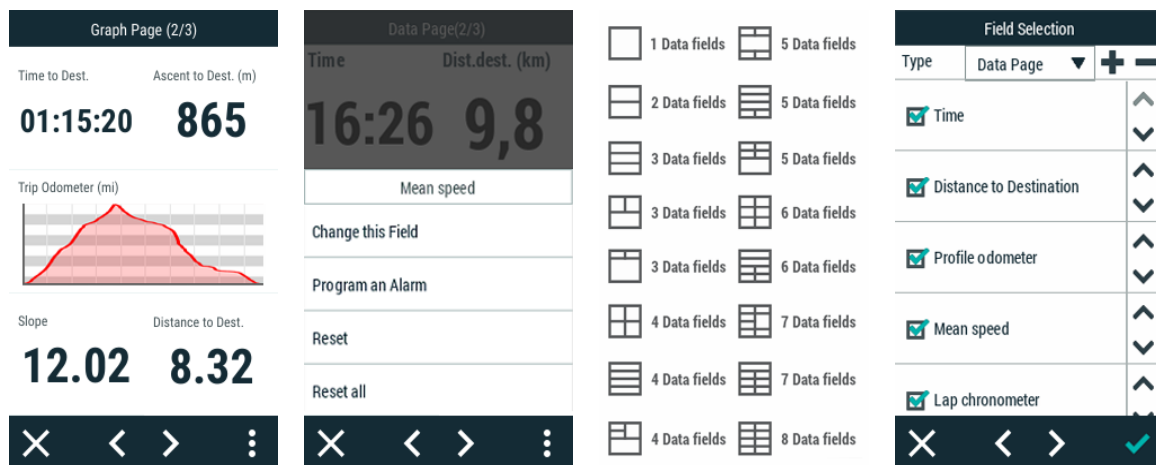 Graph Page (2/3)
Time to Dest. Ascent to Dest. (m)
01:15:20 865
Trip Odometer (mi)
Slope Distance to Dest.
12.02 8.32
Data Page(2/3)
Time Dist.dest. (km)
16:26 9,8
Mean speed
Change this Field
Program an Alarm
Reset
Reset all
1 Data fields 5 Data fields
2 Data fields 5 Data fields
3 Data fields 5 Data fields
3 Data fields 6 Data fields
3 Data fields 6 Data fields
4 Data fields 7 Data fields
4 Data fields 7 Data fields
4 Data fields 8 Data fields
Field Selection
Type Data Page
Time
Distance to Destination
Profile odometer
Mean speed
Lap chronometer